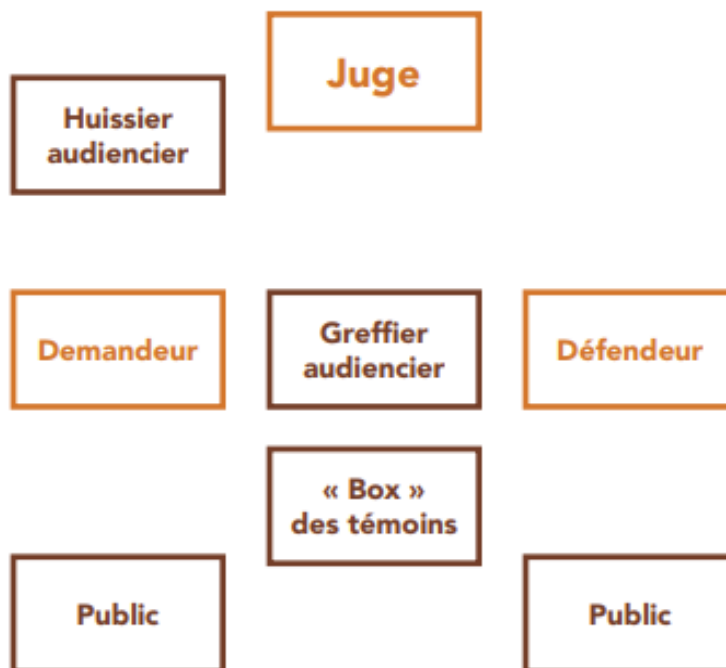 Juge
Huissier
audiencier
Demandeur
Greffier
audiencier
Défendeur
« Box »
des témoins
Public
Public